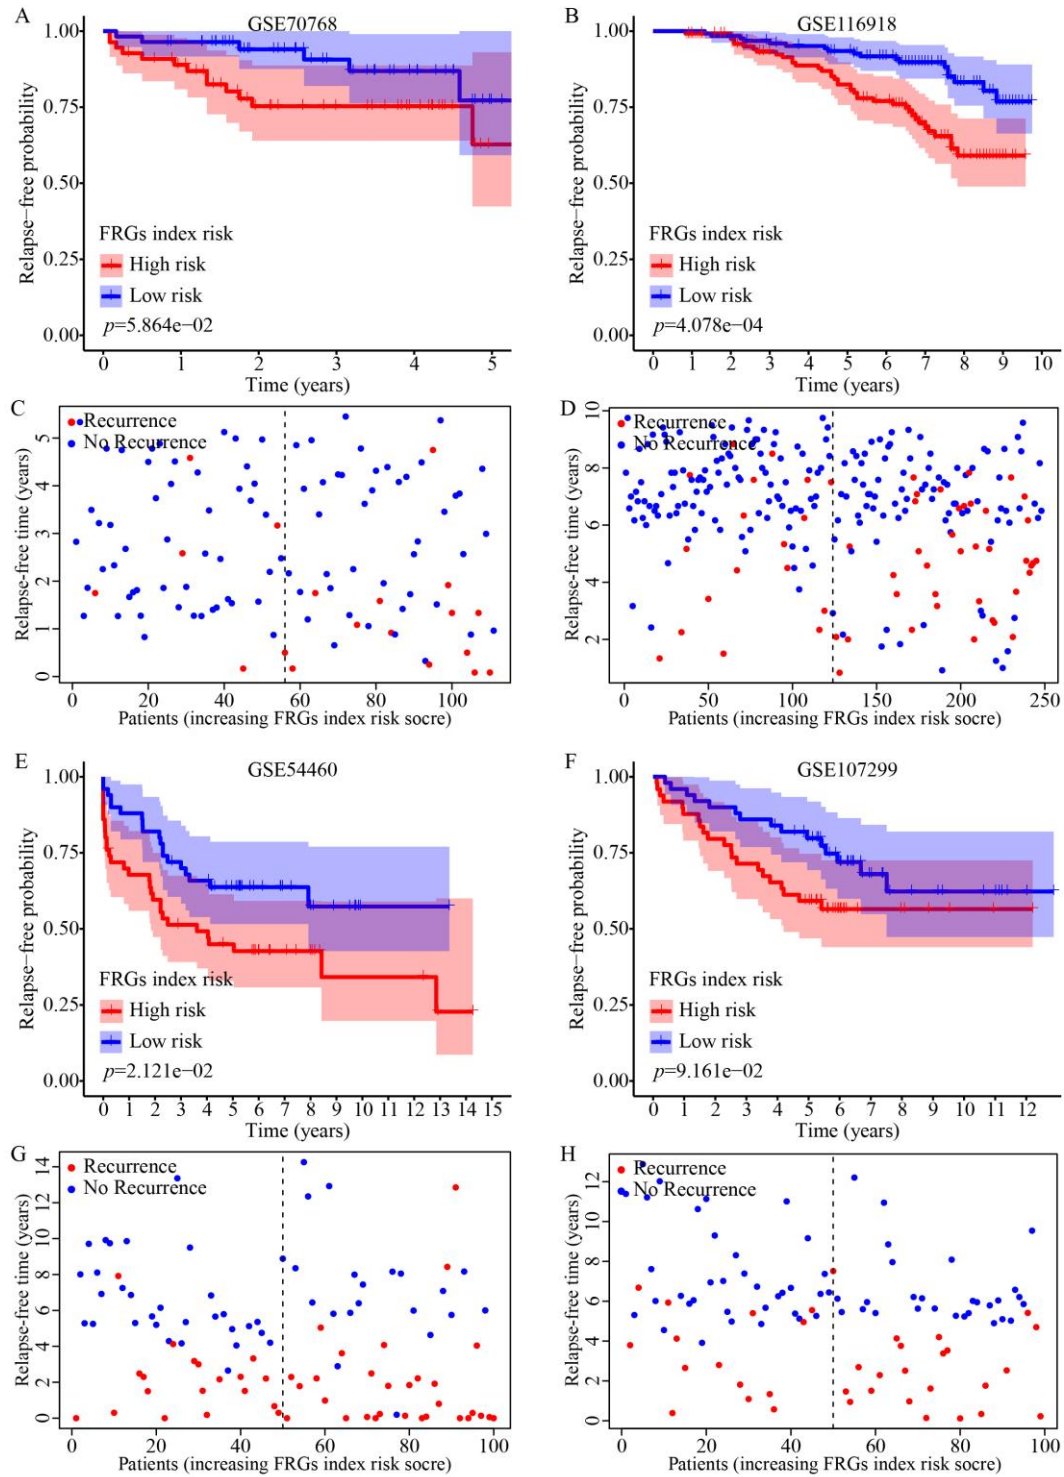 A
GSE70768
1.00
0.75
0.50
0.25
0.00
Relapse−free probability
FRGs index risk
High risk
Low risk
p=5.864e−02
0 1 2 3 4 5
Time (years)
B
GSE116918
1.00
0.75
0.50
0.25
0.00
Relapse−free probability
FRGs index risk
High risk
Low risk
p=4.078e−04
0 1 2 3 4 5 6 7 8 9 10
Time (years)
C
Recurrence
No Recurrence
5
4
3
2
1
0
Relapse-free time (years)
0 20 40 60 80 100
Patients (increasing FRGs index risk socre)
D
Recurrence
No Recurrence
10
8
6
4
2
Relapse-free time (years)
0 50 100 150 200 250
Patients (increasing FRGs index risk socre)
E
GSE54460
1.00
0.75
0.50
0.25
0.00
Relapse−free probability
FRGs index risk
High risk
Low risk
p=2.121e−02
0 1 2 3 4 5 6 7 8 9 10 11 12 13 14 15
Time (years)
F
GSE107299
1.00
0.75
0.50
0.25
0.00
Relapse−free probability
FRGs index risk
High risk
Low risk
p=9.161e−02
0 1 2 3 4 5 6 7 8 9 10 11 12
Time (years)
G
Recurrence
No Recurrence
14
12
10
8
6
4
2
0
Relapse-free time (years)
0 20 40 60 80 100
Patients (increasing FRGs index risk socre)
H
Recurrence
No Recurrence
12
10
8
6
4
2
0
Relapse-free time (years)
0 20 40 60 80 100
Patients (increasing FRGs index risk socre)